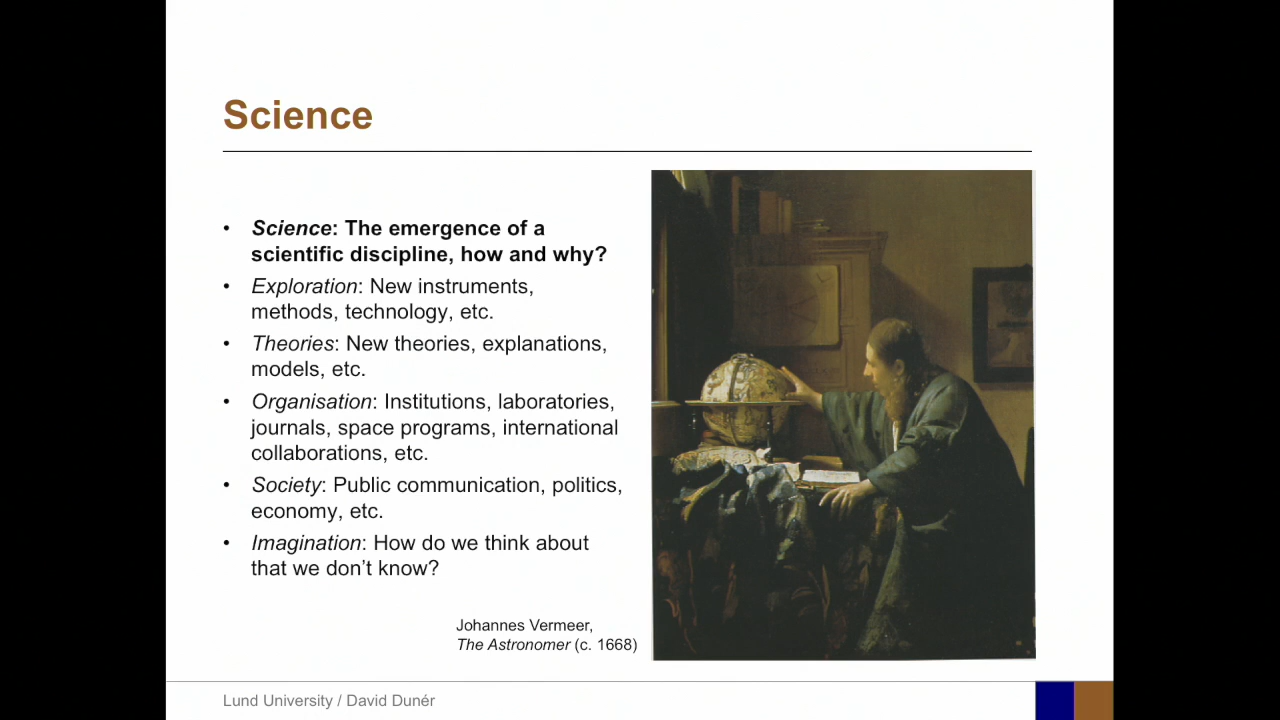 Science
• Science: The emergence of a
scientific discipline, how and why?
• Exploration: New instruments,
methods, technology, etc.
• Theories: New theories, explanations,
models, etc.
• Organisation: Institutions, laboratories,
journals, space programs, international
collaborations, etc.
• Society: Public communication, politics,
economy, etc.
• Imagination: How do we think about
that we don’t know?
Johannes Vermeer,
The Astronomer (c. 1668)
Lund University / David Dunér